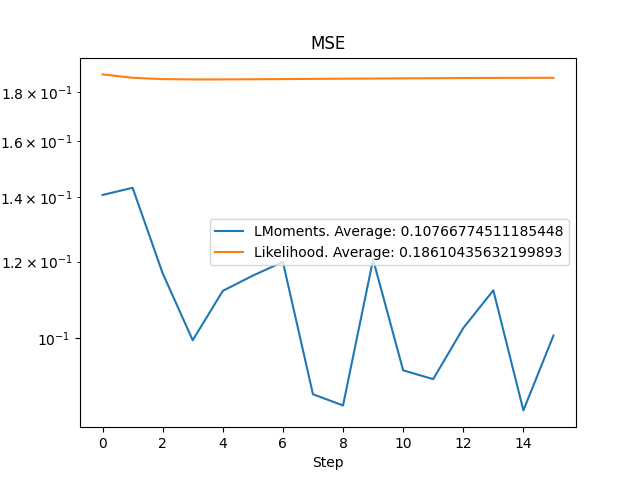 MSE
1.8 × 10⁻¹
1.6 × 10⁻¹
1.4 × 10⁻¹
1.2 × 10⁻¹
10⁻¹
LMoments. Average: 0.10766774511185448
Likelihood. Average: 0.18610435632199893
0 2 4 6 8 10 12 14
Step